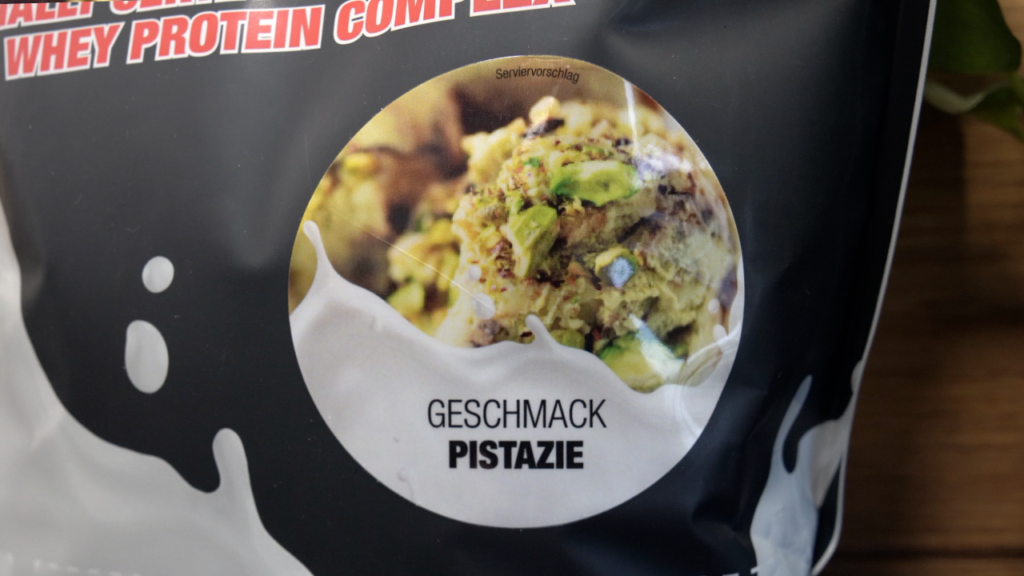 WHEY PROTEIN COMPLEX
Serviervorschlag
GESCHMACK
PISTAZIE